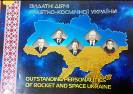 ВИДАТНІ ДІЯЧІ
РАКЕТНО-КОСМІЧНОЇ УКРАЇНИ
OUTSTANDING PERSONALITIES
OF ROCKET AND SPACE UKRAINE